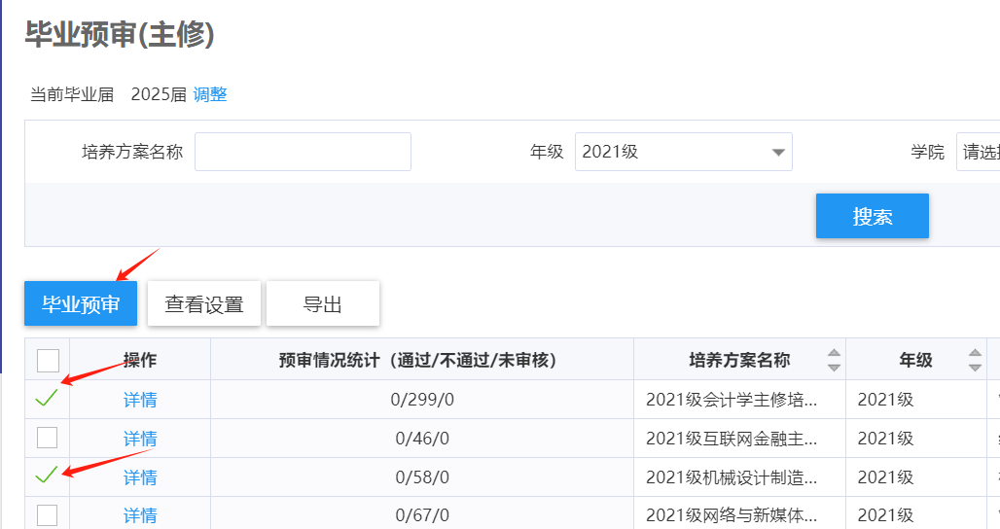 毕业预审(主修)
当前毕业届 2025届 调整
培养方案名称 年级 2021级 学院 请选
搜索
毕业预审 查看设置 导出
操作 预审情况统计（通过/不通过/未审核） 培养方案名称 年级
详情 0/299/0 2021级会计学主修培... 2021级
详情 0/46/0 2021级互联网金融主... 2021级
详情 0/58/0 2021级机械设计制造... 2021级
详情 0/67/0 2021级网络与新媒体... 2021级